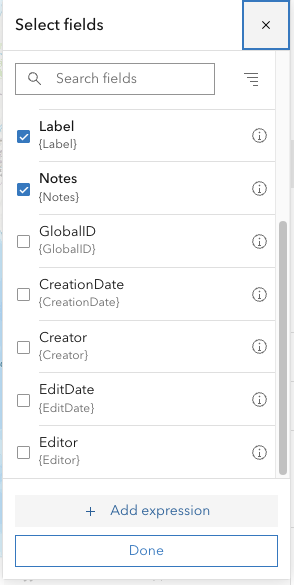 Select fields
Search fields
Label
{Label}
Notes
{Notes}
GlobalID
{GlobalID}
CreationDate
{CreationDate}
Creator
{Creator}
EditDate
{EditDate}
Editor
{Editor}
+ Add expression
Done